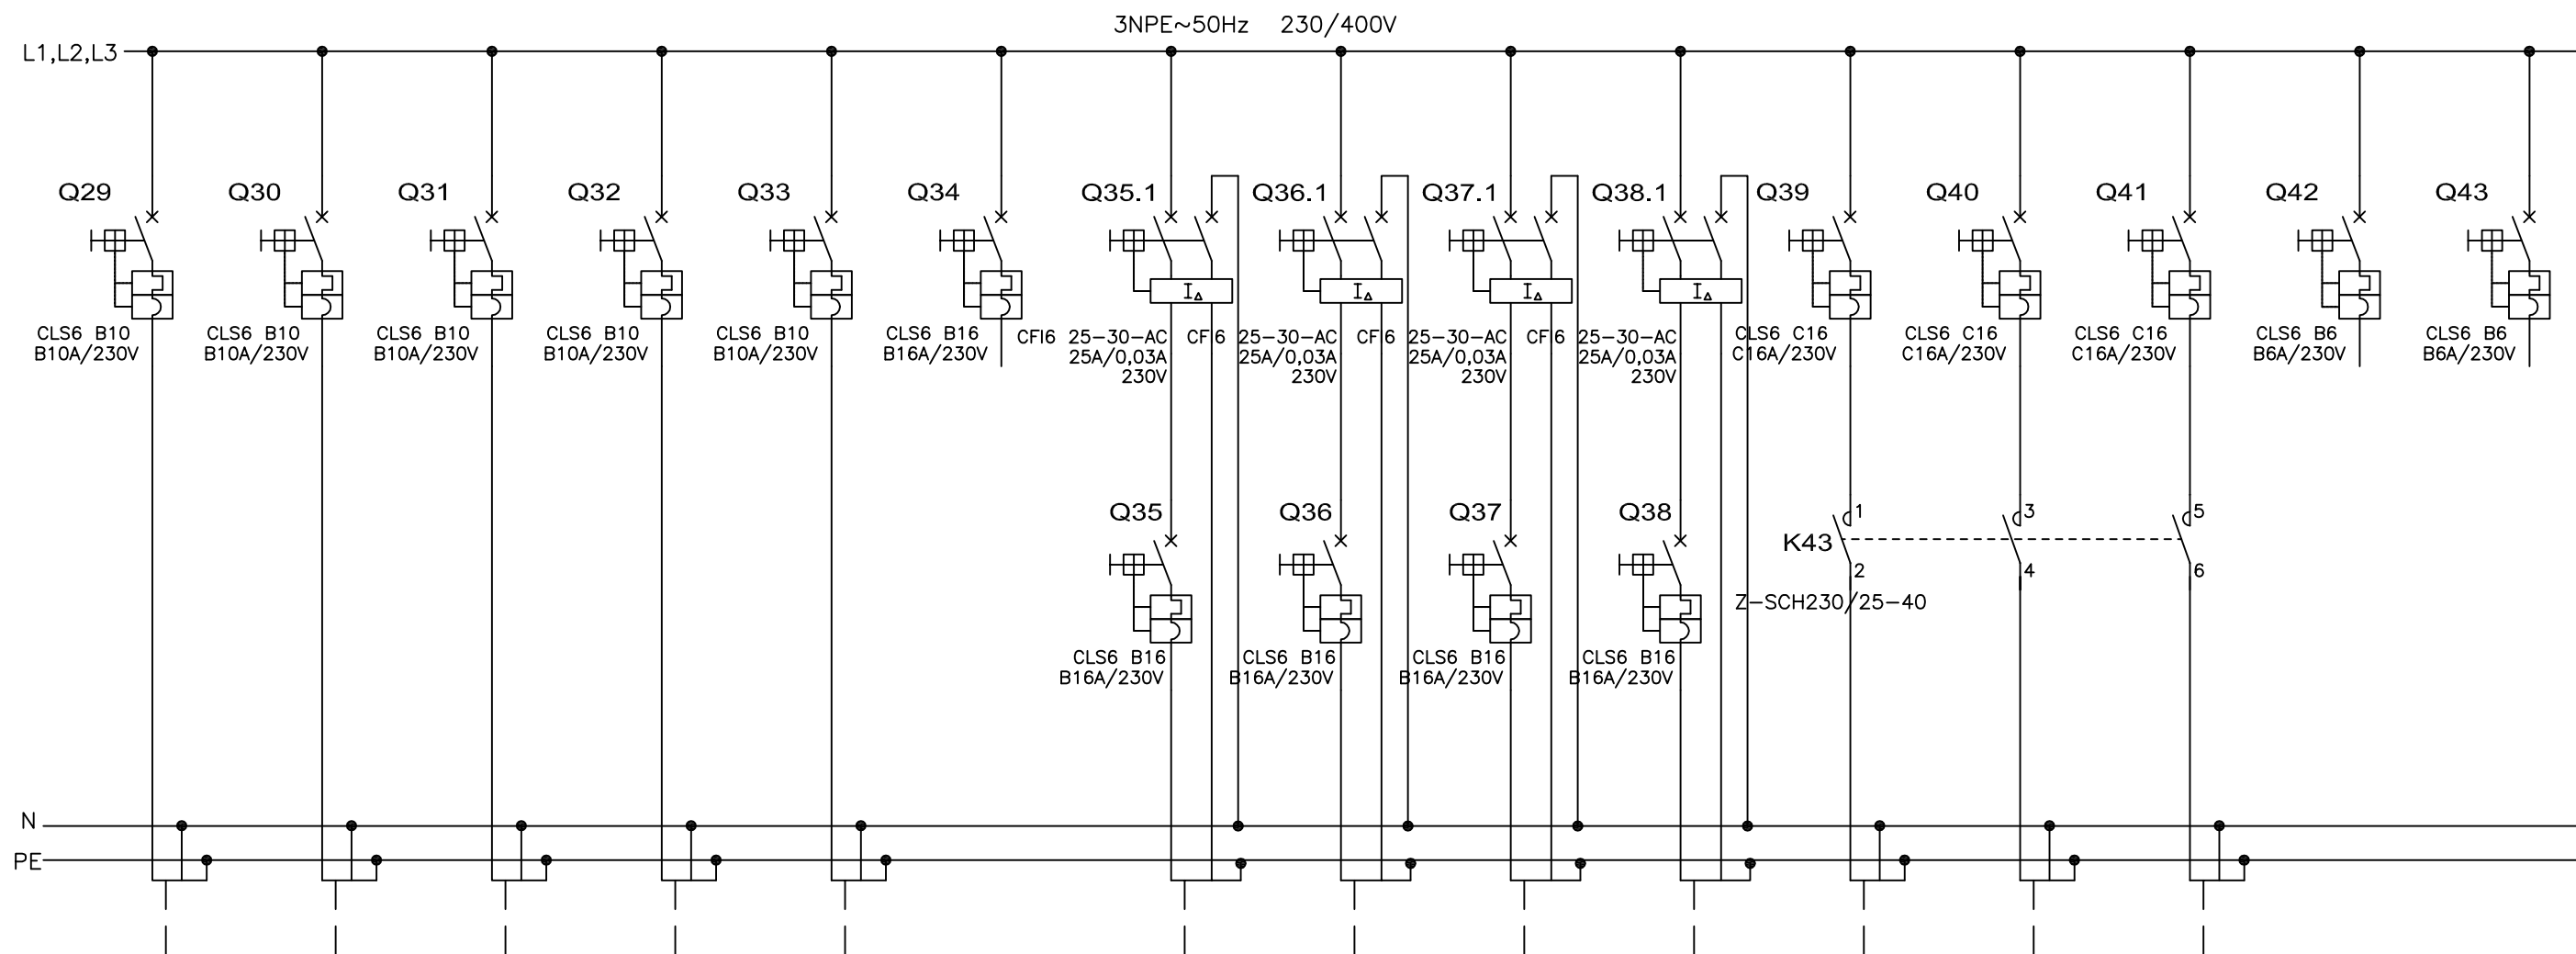 3NPE~50Hz 230/400V
L1,L2,L3
Q29
Q30
Q31
Q32
Q33
Q34
Q35.1
Q36.1
Q37.1
Q38.1
Q39
Q40
Q41
Q42
Q43
I∆
I∆
I∆
I∆
CLS6 B10
B10A/230V
CLS6 B10
B10A/230V
CLS6 B10
B10A/230V
CLS6 B10
B10A/230V
CLS6 B10
B10A/230V
CLS6 B16
B16A/230V
CFI6 25-30-AC
25A/0,03A
230V
CFI6 25-30-AC
25A/0,03A
230V
CFI6 25-30-AC
25A/0,03A
230V
CFI6 25-30-AC
25A/0,03A
230V
CLS6 C16
C16A/230V
CLS6 C16
C16A/230V
CLS6 C16
C16A/230V
CLS6 B6
B6A/230V
CLS6 B6
B6A/230V
Q35
Q36
Q37
Q38
1
3
5
K43
2
4
6
Z-SCH230/25-40
CLS6 B16
B16A/230V
CLS6 B16
B16A/230V
CLS6 B16
B16A/230V
CLS6 B16
B16A/230V
N
PE